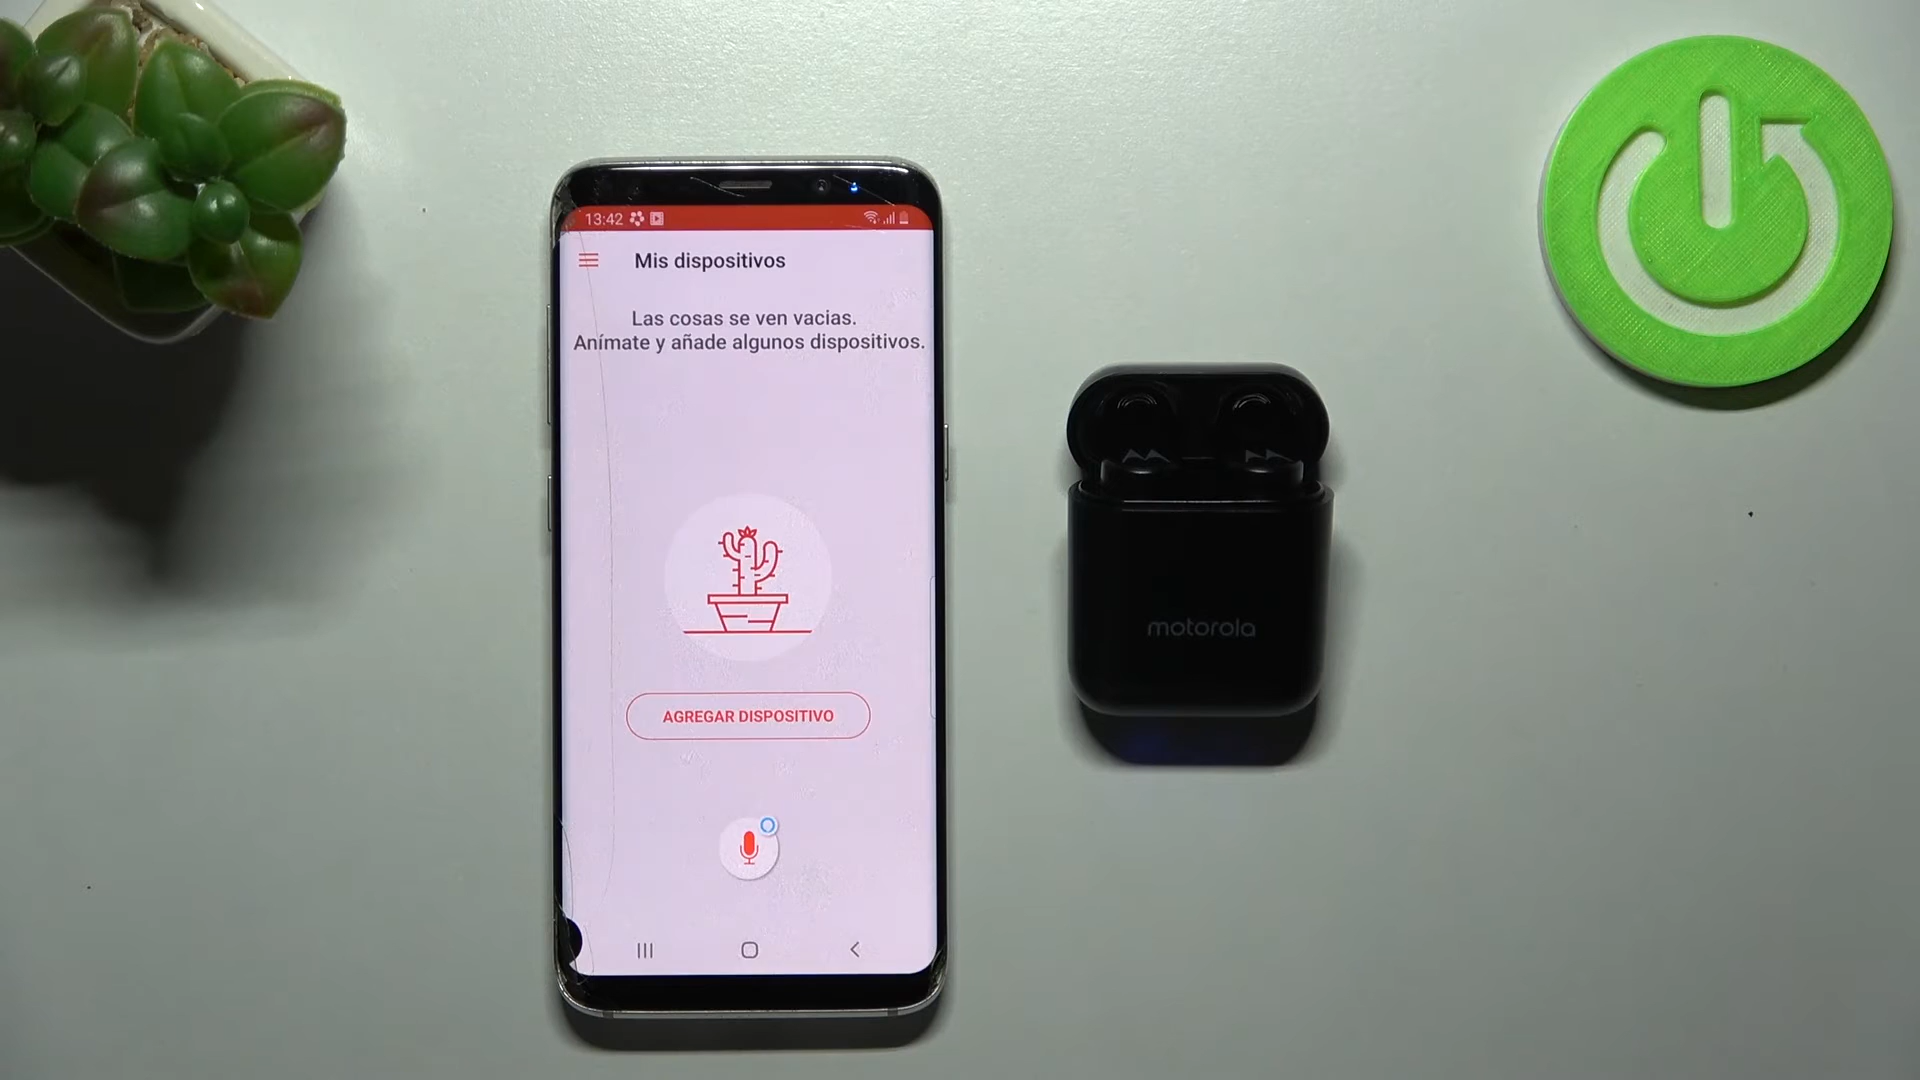 13:42
Mis dispositivos
Las cosas se ven vacias.
Anímate y añade algunos dispositivos.
AGREGAR DISPOSITIVO
motorola